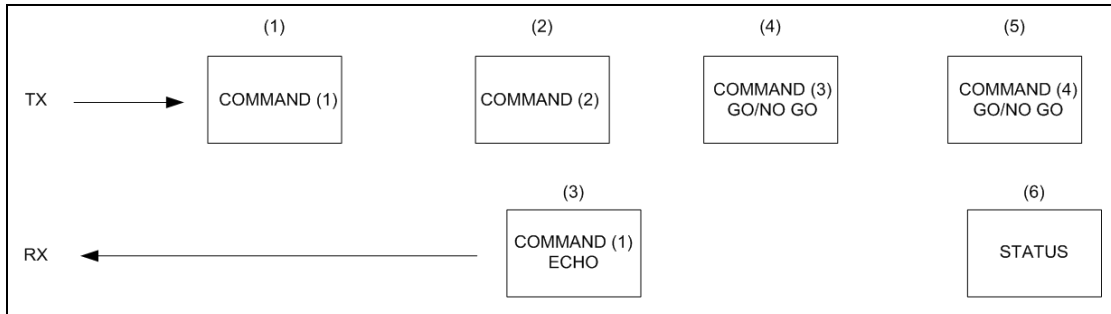 (1)
(2)
(4)
(5)
TX
COMMAND (1)
COMMAND (2)
COMMAND (3)
GO/NO GO
COMMAND (4)
GO/NO GO
(3)
(6)
RX
COMMAND (1)
ECHO
STATUS